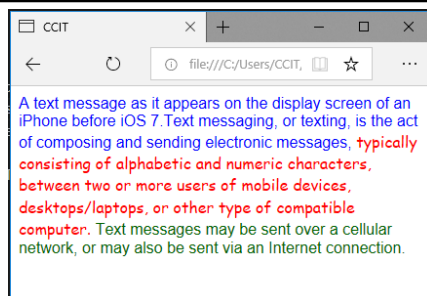 CCIT
file:///C:/Users/CCIT,
A text message as it appears on the display screen of an
iPhone before iOS 7.Text messaging, or texting, is the act
of composing and sending electronic messages, typically
consisting of alphabetic and numeric characters,
between two or more users of mobile devices,
desktops/laptops, or other type of compatible
computer. Text messages may be sent over a cellular
network, or may also be sent via an Internet connection.